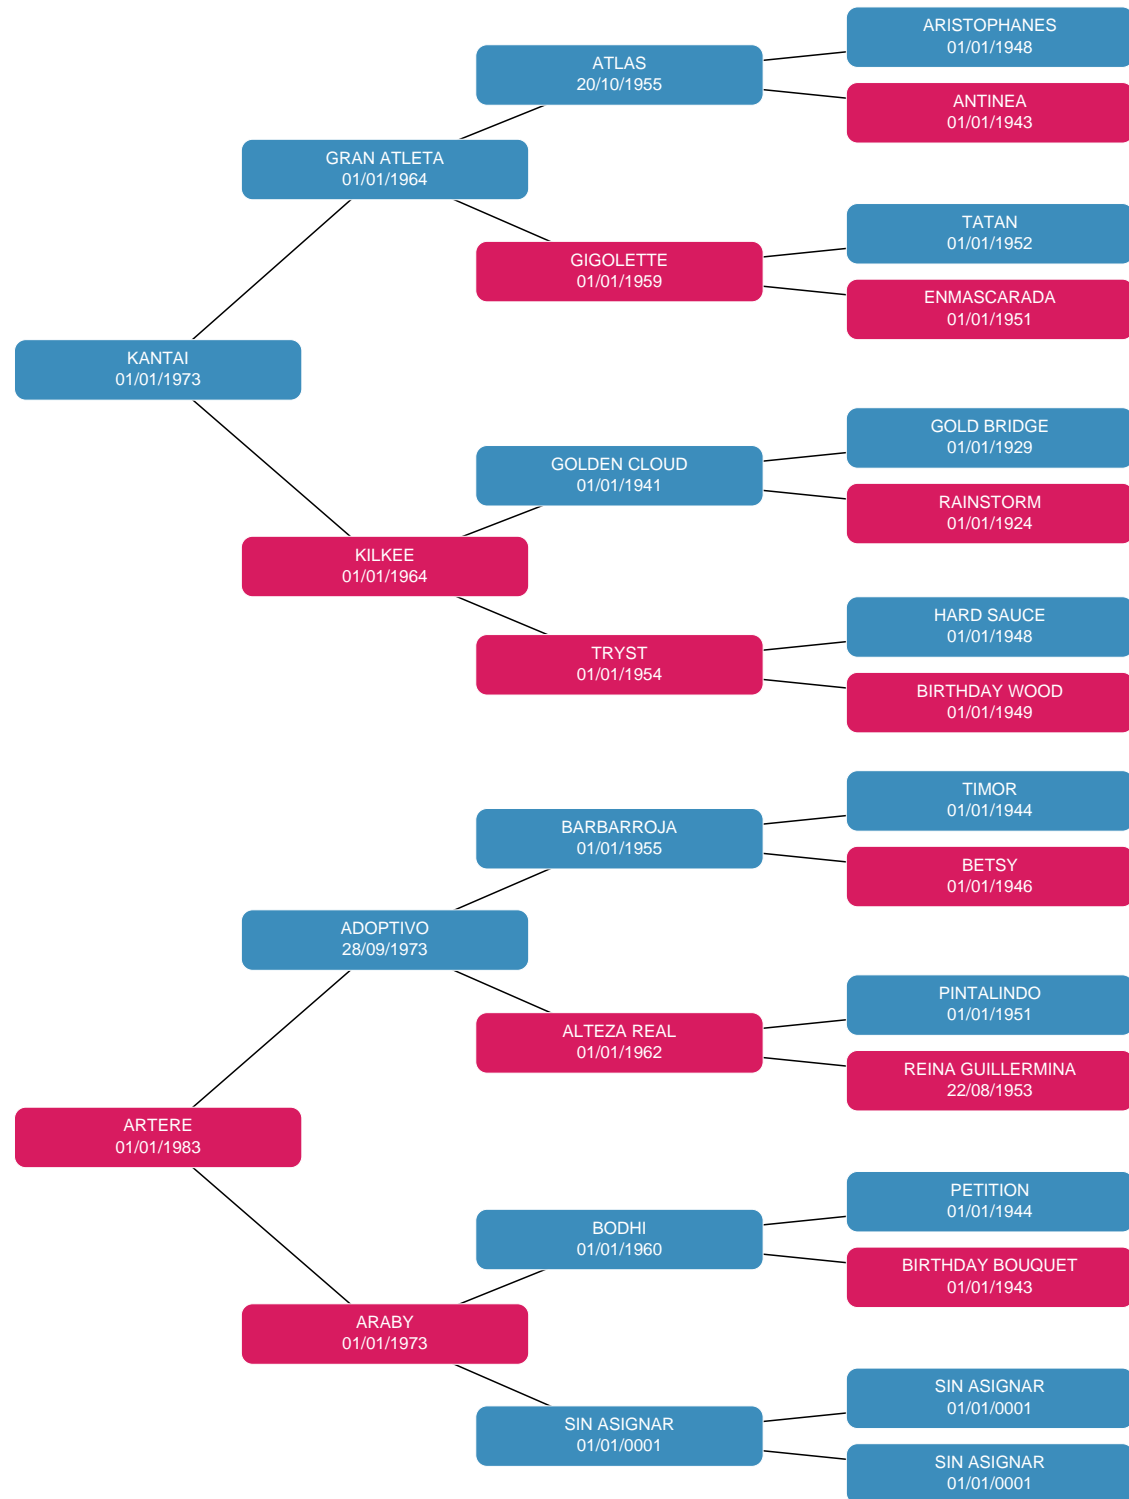 ARISTOPHANES
01/01/1948
ATLAS
20/10/1955
ANTINEA
01/01/1943
GRAN ATLETA
01/01/1964
TATAN
01/01/1952
GIGOLETTE
01/01/1959
ENMASCARADA
01/01/1951
KANTAI
01/01/1973
GOLD BRIDGE
01/01/1929
GOLDEN CLOUD
01/01/1941
RAINSTORM
01/01/1924
KILKEE
01/01/1964
HARD SAUCE
01/01/1948
TRYST
01/01/1954
BIRTHDAY WOOD
01/01/1949
TIMOR
01/01/1944
BARBARROJA
01/01/1955
BETSY
01/01/1946
ADOPTIVO
28/09/1973
PINTALINDO
01/01/1951
ALTEZA REAL
01/01/1962
REINA GUILLERMINA
22/08/1953
ARTERE
01/01/1983
PETITION
01/01/1944
BODHI
01/01/1960
BIRTHDAY BOUQUET
01/01/1943
ARABY
01/01/1973
SIN ASIGNAR
01/01/0001
SIN ASIGNAR
01/01/0001
SIN ASIGNAR
01/01/0001